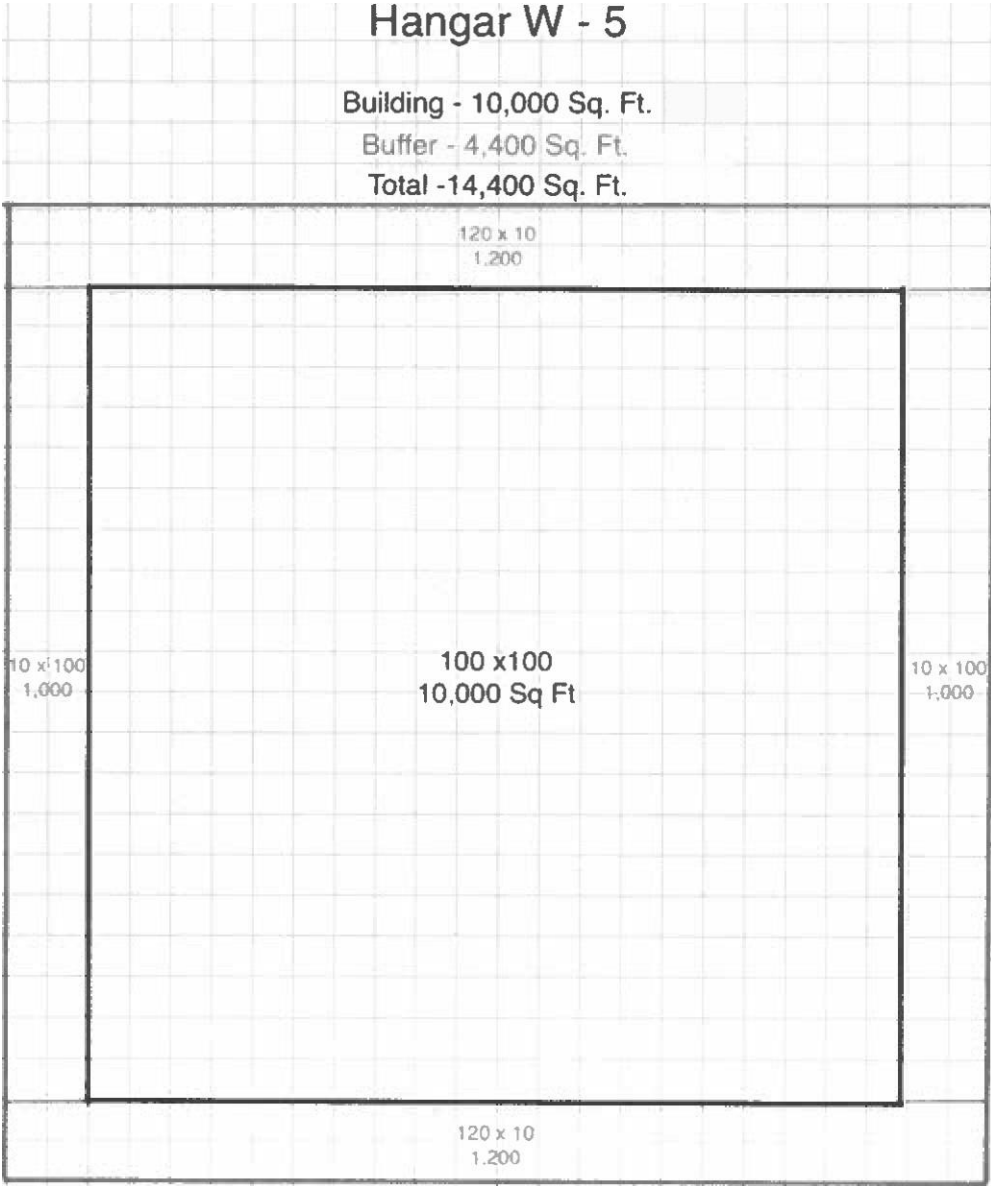 Hangar W - 5
Building - 10,000 Sq. Ft.
Buffer - 4,400 Sq. Ft.
Total -14,400 Sq. Ft.
120 x 10
1,200
10 x 100
1,000
100 x100
10,000 Sq Ft
10 x 100
1,000
120 x 10
1,200